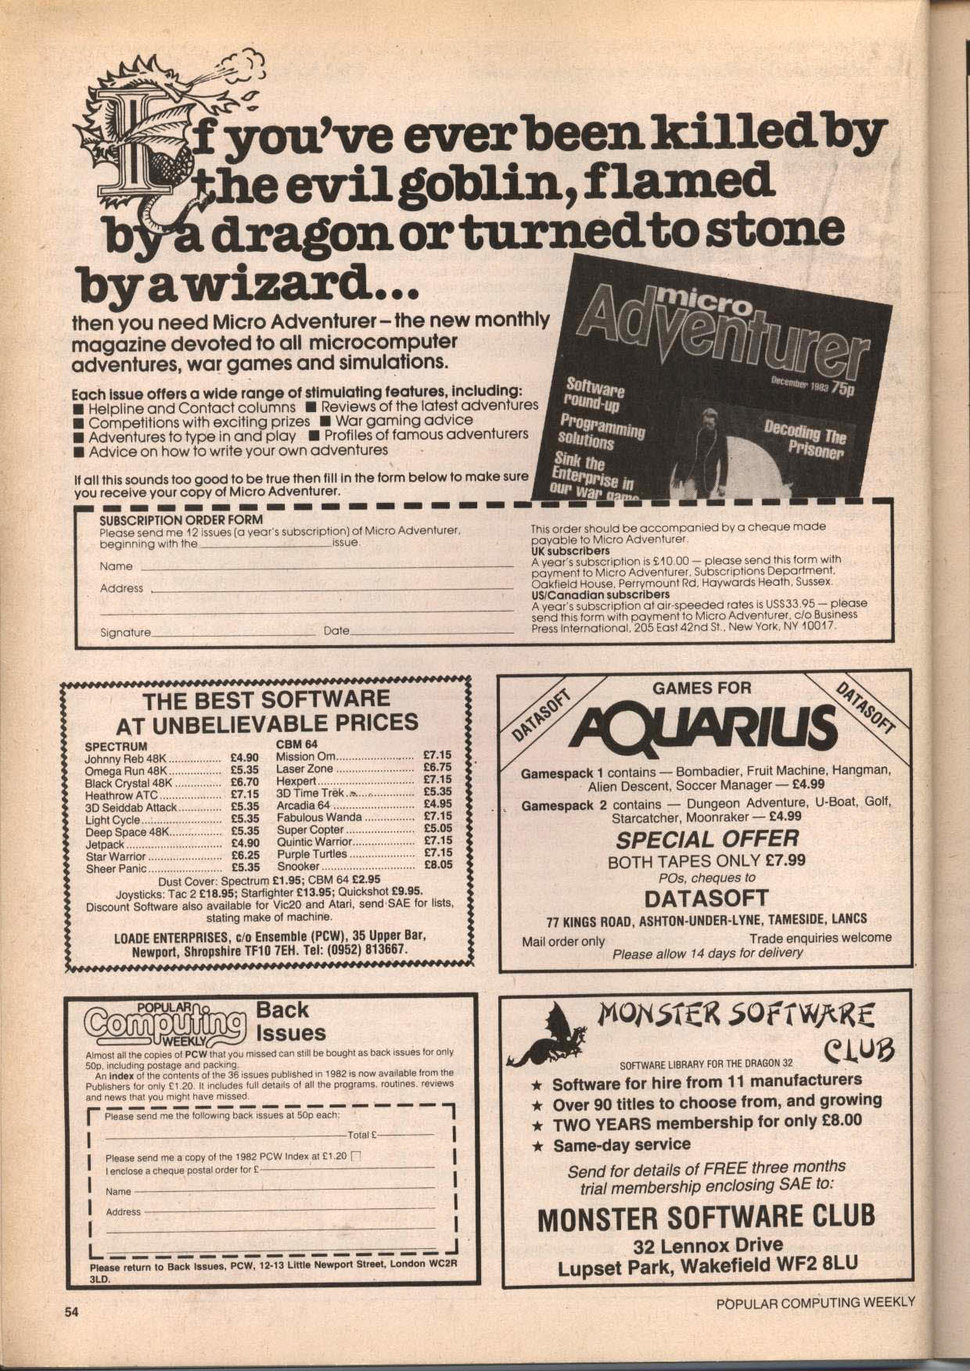 If you've ever been killed by
the evil goblin, flamed
by a dragon or turned to stone
by a wizard...
then you need Micro Adventurer – the new monthly
magazine devoted to all microcomputer
adventures, war games and simulations.
Each issue offers a wide range of stimulating features, including:
■ Helpline and Contact columns ■ Reviews of the latest adventures
■ Competitions with exciting prizes ■ War gaming advice
■ Adventures to type in and play ■ Profiles of famous adventurers
■ Advice on how to write your own adventures
If all this sounds too good to be true then fill in the form below to make sure
you receive your copy of Micro Adventurer.
micro
Adventurer
December 1983 75p
Software
round-up
Programming
solutions
Sink the
Enterprise in
our war game
Decoding The
Prisoner
SUBSCRIPTION ORDER FORM
Please send me 12 issues (a year's subscription) of Micro Adventurer,
beginning with the issue.
Name
Address
Signature Date
This order should be accompanied by a cheque made
payable to Micro Adventurer.
UK subscribers
A year's subscription is £10.00 — please send this form with
payment to Micro Adventurer, Subscriptions Department,
Oakfield House, Perrymount Rd, Haywards Heath, Sussex.
US/Canadian subscribers
A year's subscription at air-speeded rates is US$33.95 — please
send this form with payment to Micro Adventurer, c/o Business
Press International, 205 East 42nd St., New York, NY 10017.
THE BEST SOFTWARE
AT UNBELIEVABLE PRICES
SPECTRUM
Johnny Reb 48K £4.90
Omega Run 48K £5.35
Black Crystal 48K £6.70
Heathrow ATC £7.15
3D Seiddab Attack £5.35
Light Cycle £5.35
Deep Space 48K £5.35
Jetpack £4.90
Star Warrior £6.25
Sheer Panic £5.35
CBM 64
Mission Om £7.15
Laser Zone £6.75
Hexpert £7.15
3D Time Trek £5.35
Arcadia 64 £4.95
Fabulous Wanda £7.15
Super Copter £5.05
Quintic Warrior £7.15
Purple Turtles £7.15
Snooker £8.05
Dust Cover: Spectrum £1.95; CBM 64 £2.95
Joysticks: Tac 2 £18.95; Starfighter £13.95; Quickshot £9.95.
Discount Software also available for Vic20 and Atari, send SAE for lists,
stating make of machine.
LOADE ENTERPRISES, c/o Ensemble (PCW), 35 Upper Bar,
Newport, Shropshire TF10 7EH. Tel: (0952) 813667.
DATASOFT
GAMES FOR
DATASOFT
AQUARIUS
Gamespack 1 contains — Bombadier, Fruit Machine, Hangman,
Alien Descent, Soccer Manager — £4.99
Gamespack 2 contains — Dungeon Adventure, U-Boat, Golf,
Starcatcher, Moonraker — £4.99
SPECIAL OFFER
BOTH TAPES ONLY £7.99
POs, cheques to
DATASOFT
77 KINGS ROAD, ASHTON-UNDER-LYNE, TAMESIDE, LANCS
Mail order only Trade enquiries welcome
Please allow 14 days for delivery
POPULAR
Computing
WEEKLY
Back
Issues
Almost all the copies of PCW that you missed can still be bought as back issues for only
50p, including postage and packing.
An index of the contents of the 36 issues published in 1982 is now available from the
Publishers for only £1.20. It includes full details of all the programs, routines, reviews
and news that you might have missed.
Please send me the following back issues at 50p each:
Total £
Please send me a copy of the 1982 PCW Index at £1.20 □
I enclose a cheque postal order for £
Name
Address
Please return to Back Issues, PCW, 12-13 Little Newport Street, London WC2R
3LD.
MONSTER SOFTWARE
CLUB
SOFTWARE LIBRARY FOR THE DRAGON 32
★ Software for hire from 11 manufacturers
★ Over 90 titles to choose from, and growing
★ TWO YEARS membership for only £8.00
★ Same-day service
Send for details of FREE three months
trial membership enclosing SAE to:
MONSTER SOFTWARE CLUB
32 Lennox Drive
Lupset Park, Wakefield WF2 8LU
54
POPULAR COMPUTING WEEKLY